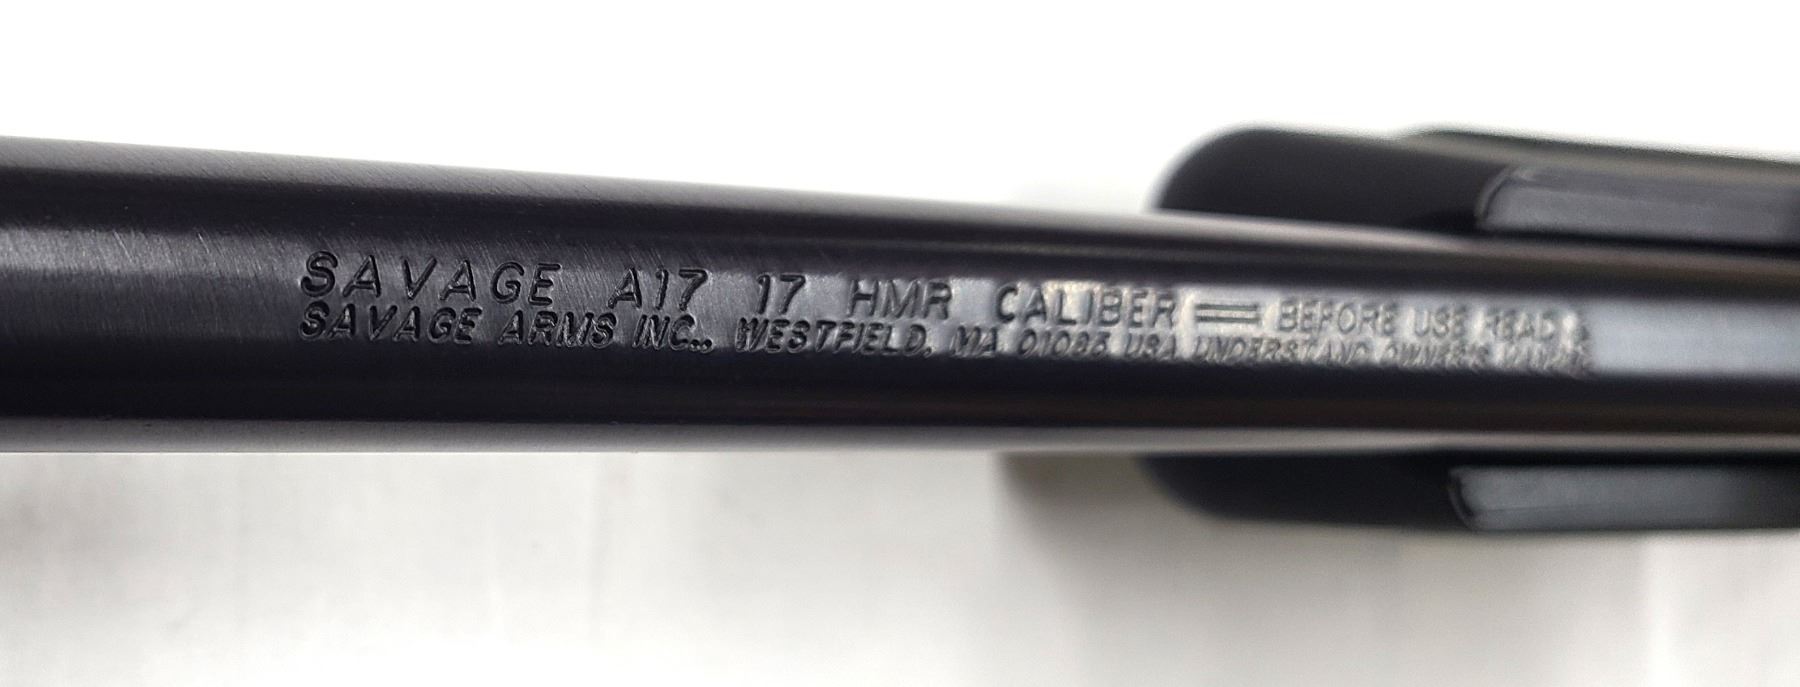 SAVAGE A17 17 HMR CALIBER == BEFORE USE READ &
SAVAGE ARMS INC., WESTFIELD, MA 01085 USA UNDERSTAND OWNER'S MANUAL